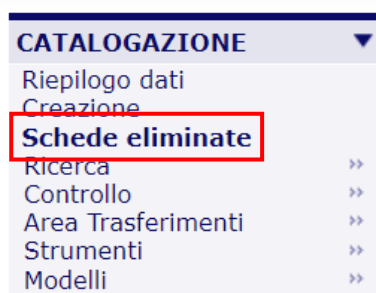 CATALOGAZIONE
Riepilogo dati
Creazione
Schede eliminate
Ricerca »
Controllo »
Area Trasferimenti »
Strumenti »
Modelli »